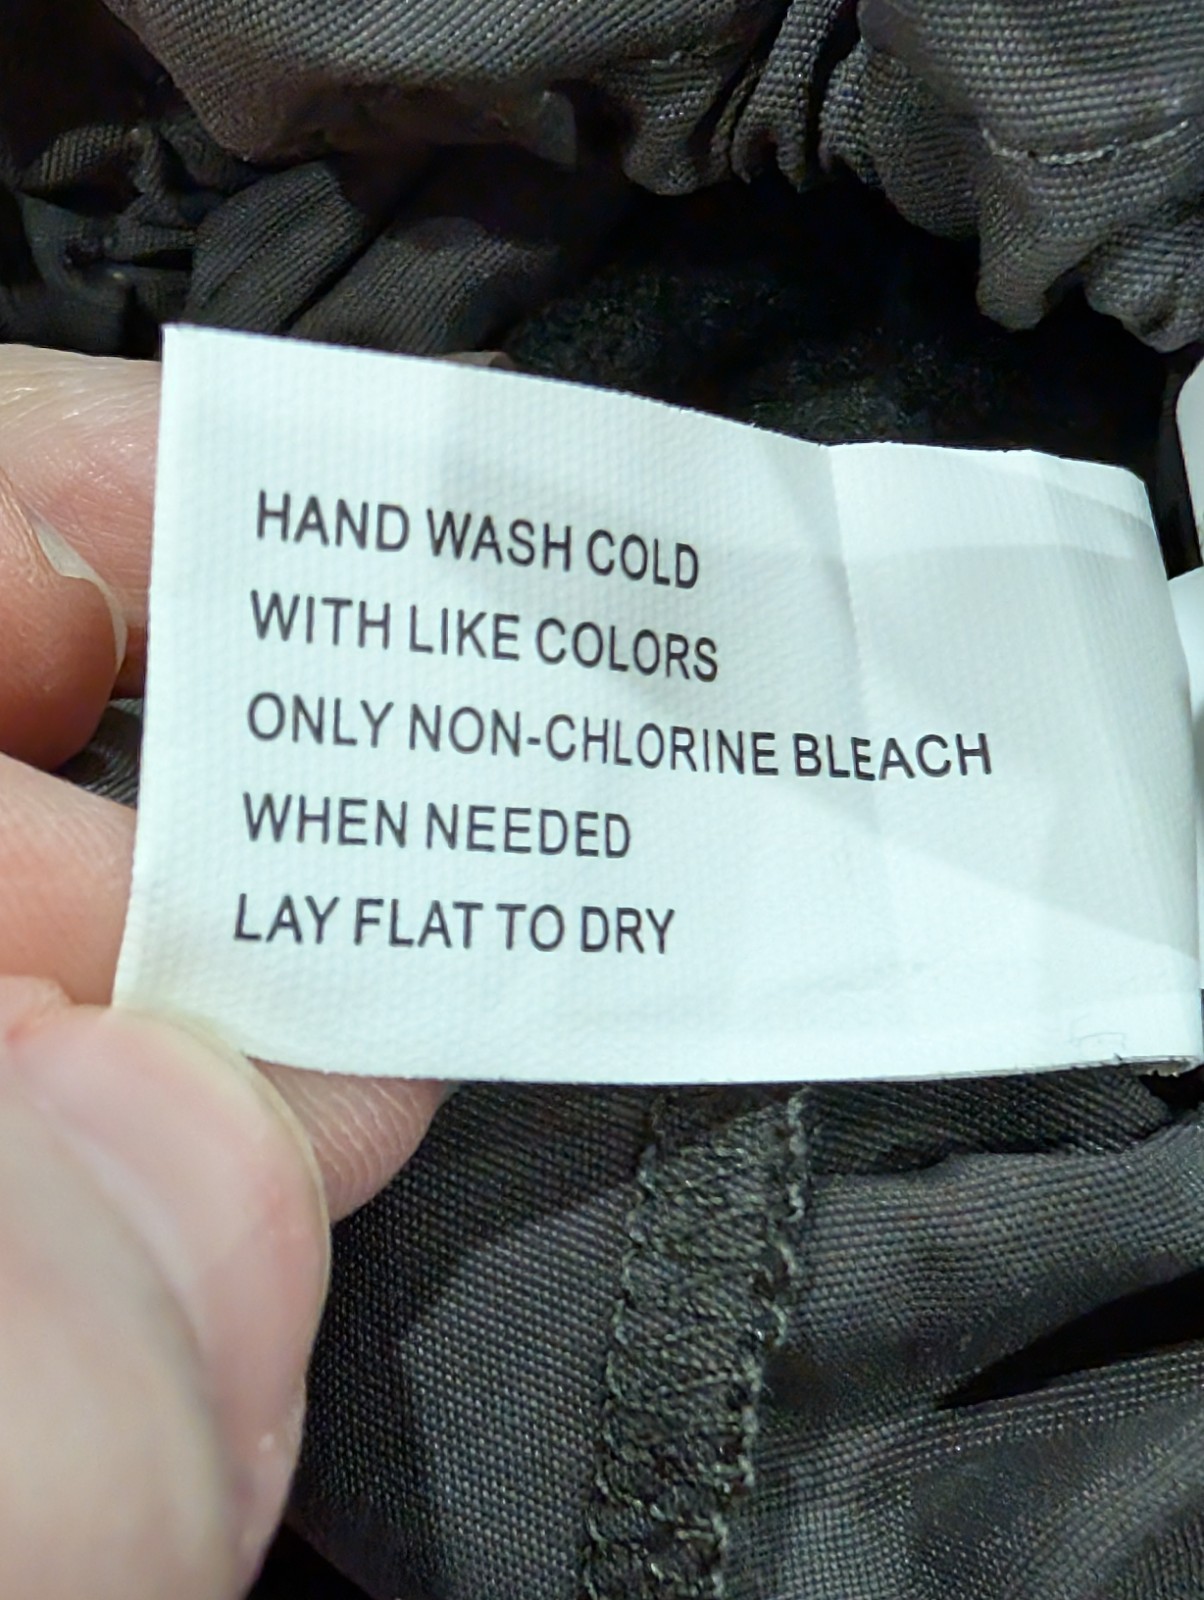 HAND WASH COLD
WITH LIKE COLORS
ONLY NON-CHLORINE BLEACH
WHEN NEEDED
LAY FLAT TO DRY